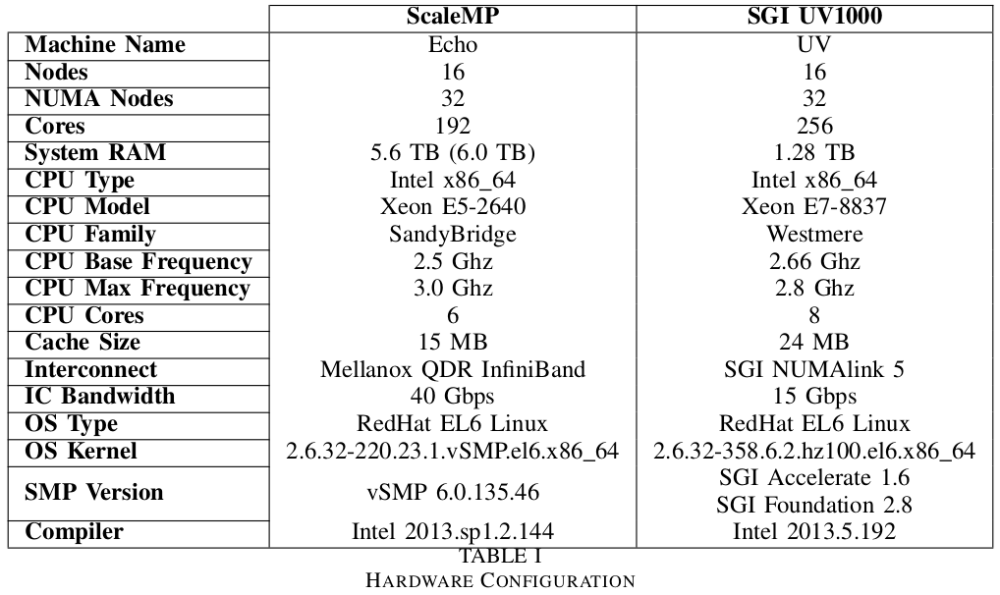 ScaleMP SGI UV1000
Machine Name Echo UV
Nodes 16 16
NUMA Nodes 32 32
Cores 192 256
System RAM 5.6 TB (6.0 TB) 1.28 TB
CPU Type Intel x86_64 Intel x86_64
CPU Model Xeon E5-2640 Xeon E7-8837
CPU Family SandyBridge Westmere
CPU Base Frequency 2.5 Ghz 2.66 Ghz
CPU Max Frequency 3.0 Ghz 2.8 Ghz
CPU Cores 6 8
Cache Size 15 MB 24 MB
Interconnect Mellanox QDR InfiniBand SGI NUMAlink 5
IC Bandwidth 40 Gbps 15 Gbps
OS Type RedHat EL6 Linux RedHat EL6 Linux
OS Kernel 2.6.32-220.23.1.vSMP.el6.x86_64 2.6.32-358.6.2.hz100.el6.x86_64
SMP Version vSMP 6.0.135.46 SGI Accelerate 1.6
SGI Foundation 2.8
Compiler Intel 2013.sp1.2.144 Intel 2013.5.192
TABLE I
HARDWARE CONFIGURATION